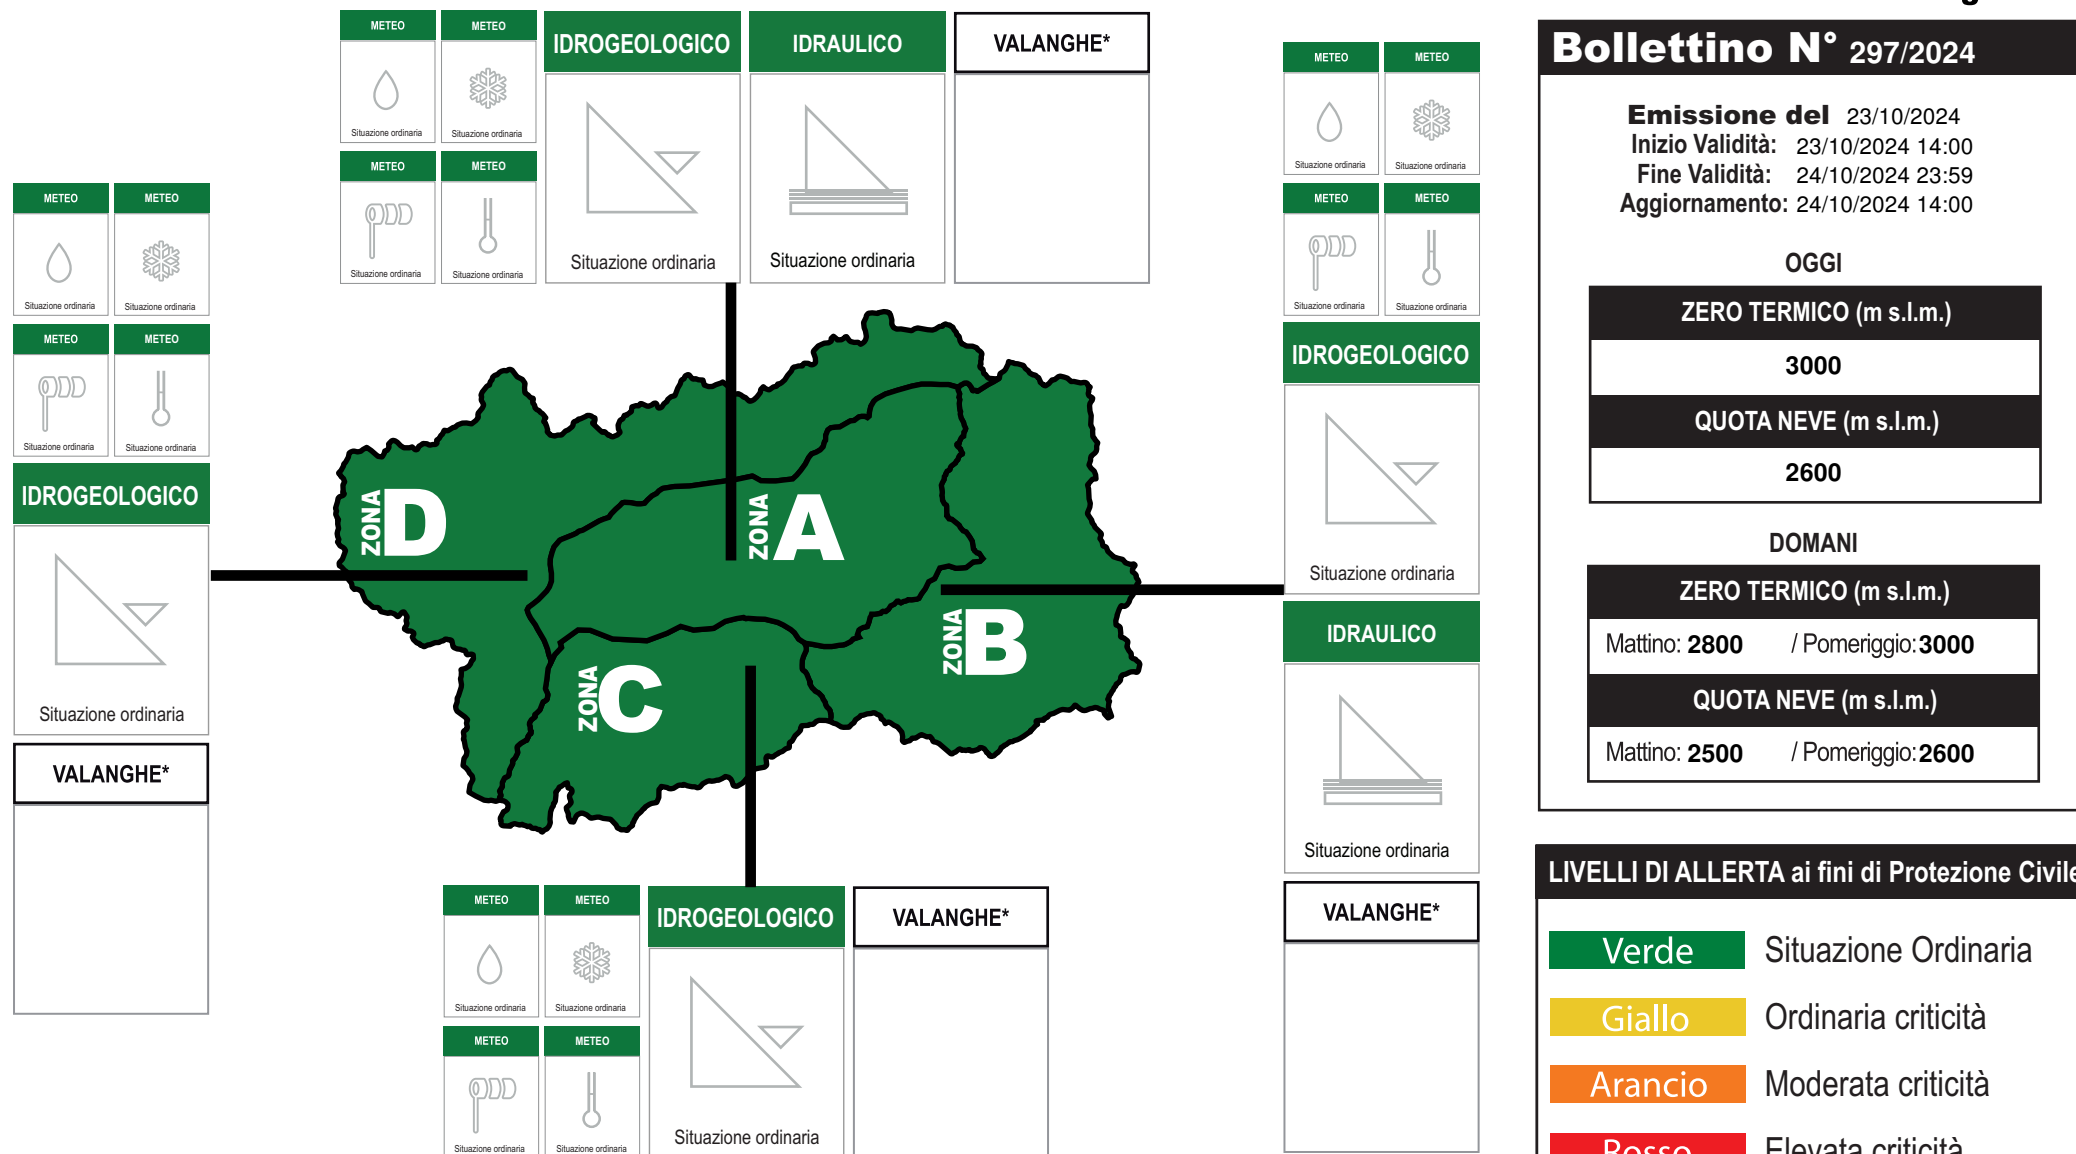 METEO METEO
Situazione ordinaria Situazione ordinaria
METEO METEO
Situazione ordinaria Situazione ordinaria
IDROGEOLOGICO
Situazione ordinaria
IDRAULICO
Situazione ordinaria
VALANGHE*
METEO METEO
Situazione ordinaria Situazione ordinaria
METEO METEO
Situazione ordinaria Situazione ordinaria
IDROGEOLOGICO
Situazione ordinaria
VALANGHE*
ZONA D
ZONA A
ZONA B
ZONA C
METEO METEO
Situazione ordinaria Situazione ordinaria
METEO METEO
Situazione ordinaria Situazione ordinaria
IDROGEOLOGICO
Situazione ordinaria
VALANGHE*
METEO METEO
Situazione ordinaria Situazione ordinaria
METEO METEO
Situazione ordinaria Situazione ordinaria
IDROGEOLOGICO
Situazione ordinaria
IDRAULICO
Situazione ordinaria
VALANGHE*
Bollettino N° 297/2024
Emissione del 23/10/2024
Inizio Validità: 23/10/2024 14:00
Fine Validità: 24/10/2024 23:59
Aggiornamento: 24/10/2024 14:00
OGGI
ZERO TERMICO (m s.l.m.)
3000
QUOTA NEVE (m s.l.m.)
2600
DOMANI
ZERO TERMICO (m s.l.m.)
Mattino: 2800 / Pomeriggio: 3000
QUOTA NEVE (m s.l.m.)
Mattino: 2500 / Pomeriggio: 2600
LIVELLI DI ALLERTA ai fini di Protezione Civile
Verde Situazione Ordinaria
Giallo Ordinaria criticità
Arancio Moderata criticità
Rosso Elevata criticità